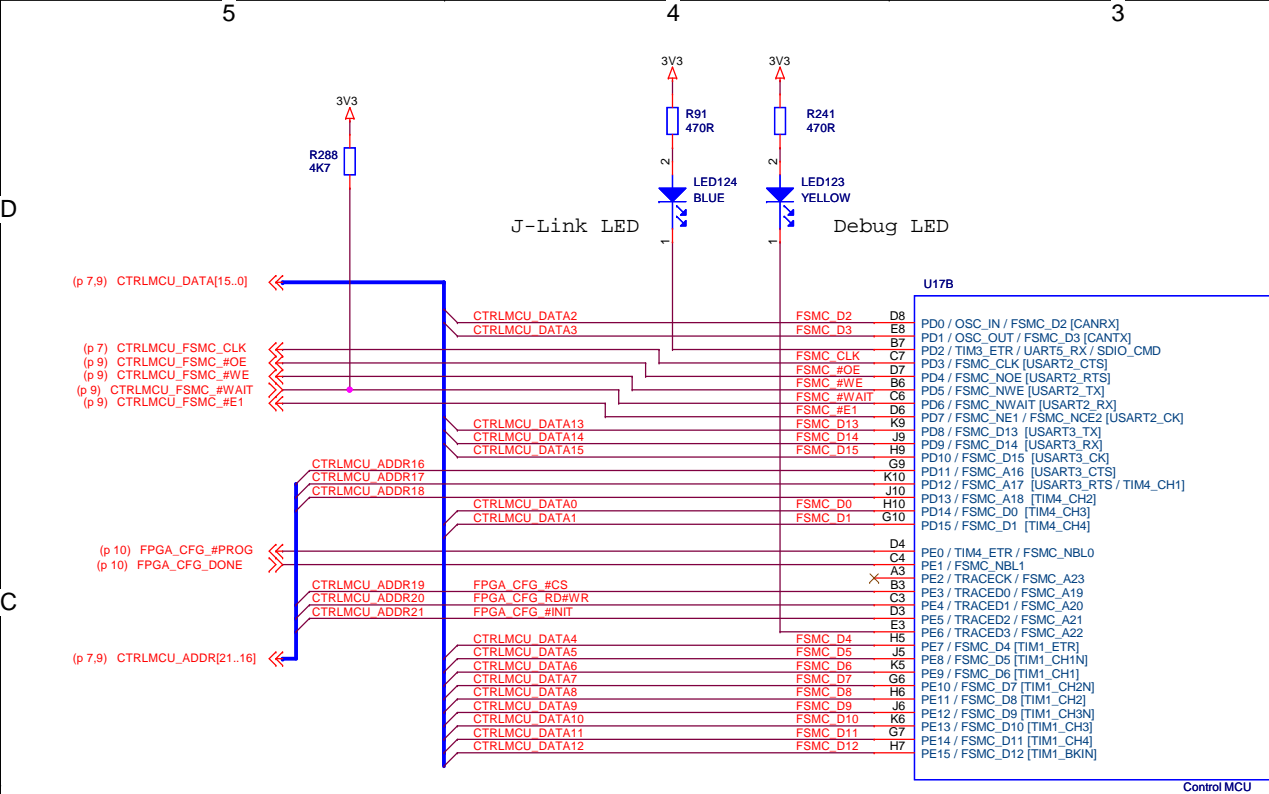 5 4 3
3V3 3V3
3V3
R91
470R
R241
470R
R288
4K7
2 2
LED124
BLUE
LED123
YELLOW
D
J-Link LED
Debug LED
1 1
(p 7,9) CTRLMCU_DATA[15..0]
U17B
CTRLMCU_DATA2 FSMC_D2 D8 PD0 / OSC_IN / FSMC_D2 [CANRX]
CTRLMCU_DATA3 FSMC_D3 E8 PD1 / OSC_OUT / FSMC_D3 [CANTX]
B7 PD2 / TIM3_ETR / UART5_RX / SDIO_CMD
(p 7) CTRLMCU_FSMC_CLK FSMC_CLK C7 PD3 / FSMC_CLK [USART2_CTS]
(p 9) CTRLMCU_FSMC_#OE FSMC_#OE D7 PD4 / FSMC_NOE [USART2_RTS]
(p 9) CTRLMCU_FSMC_#WE FSMC_#WE B6 PD5 / FSMC_NWE [USART2_TX]
(p 9) CTRLMCU_FSMC_#WAIT FSMC_#WAIT C6 PD6 / FSMC_NWAIT [USART2_RX]
(p 9) CTRLMCU_FSMC_#E1 FSMC_#E1 D6 PD7 / FSMC_NE1 / FSMC_NCE2 [USART2_CK]
CTRLMCU_DATA13 FSMC_D13 K9 PD8 / FSMC_D13 [USART3_TX]
CTRLMCU_DATA14 FSMC_D14 J9 PD9 / FSMC_D14 [USART3_RX]
CTRLMCU_DATA15 FSMC_D15 H9 PD10 / FSMC_D15 [USART3_CK]
CTRLMCU_ADDR16 G9 PD11 / FSMC_A16 [USART3_CTS]
CTRLMCU_ADDR17 K10 PD12 / FSMC_A17 [USART3_RTS / TIM4_CH1]
CTRLMCU_ADDR18 J10 PD13 / FSMC_A18 [TIM4_CH2]
CTRLMCU_DATA0 FSMC_D0 H10 PD14 / FSMC_D0 [TIM4_CH3]
CTRLMCU_DATA1 FSMC_D1 G10 PD15 / FSMC_D1 [TIM4_CH4]
(p 10) FPGA_CFG_#PROG D4 PE0 / TIM4_ETR / FSMC_NBL0
(p 10) FPGA_CFG_DONE C4 PE1 / FSMC_NBL1
A3 PE2 / TRACECK / FSMC_A23
CTRLMCU_ADDR19 FPGA_CFG_#CS B3 PE3 / TRACED0 / FSMC_A19
C
CTRLMCU_ADDR20 FPGA_CFG_RD#WR C3 PE4 / TRACED1 / FSMC_A20
CTRLMCU_ADDR21 FPGA_CFG_#INIT D3 PE5 / TRACED2 / FSMC_A21
E3 PE6 / TRACED3 / FSMC_A22
CTRLMCU_DATA4 FSMC_D4 H5 PE7 / FSMC_D4 [TIM1_ETR]
(p 7,9) CTRLMCU_ADDR[21..16]
CTRLMCU_DATA5 FSMC_D5 J5 PE8 / FSMC_D5 [TIM1_CH1N]
CTRLMCU_DATA6 FSMC_D6 K5 PE9 / FSMC_D6 [TIM1_CH1]
CTRLMCU_DATA7 FSMC_D7 G6 PE10 / FSMC_D7 [TIM1_CH2N]
CTRLMCU_DATA8 FSMC_D8 H6 PE11 / FSMC_D8 [TIM1_CH2]
CTRLMCU_DATA9 FSMC_D9 J6 PE12 / FSMC_D9 [TIM1_CH3N]
CTRLMCU_DATA10 FSMC_D10 K6 PE13 / FSMC_D10 [TIM1_CH3]
CTRLMCU_DATA11 FSMC_D11 G7 PE14 / FSMC_D11 [TIM1_CH4]
CTRLMCU_DATA12 FSMC_D12 H7 PE15 / FSMC_D12 [TIM1_BKIN]
Control MCU